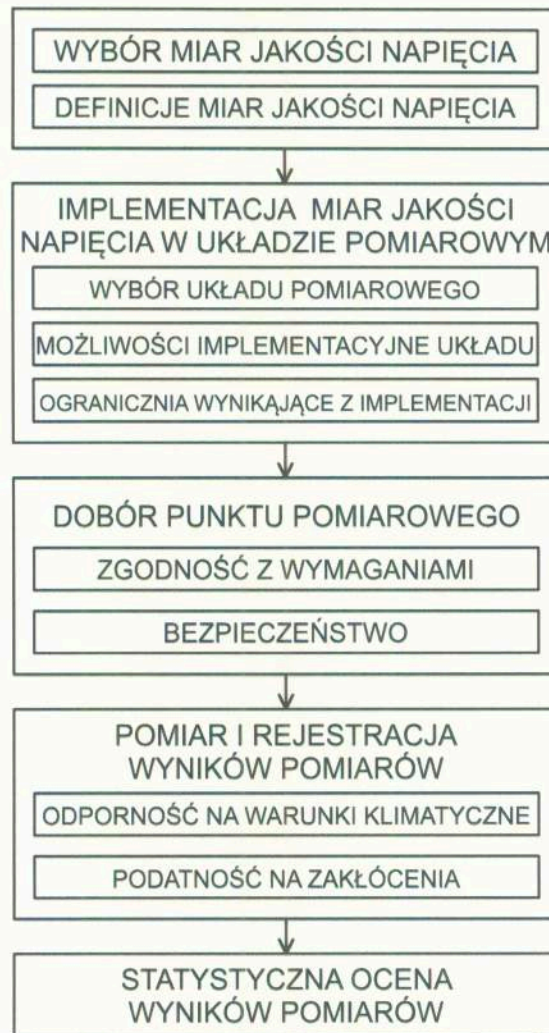 WYBÓR MIAR JAKOŚCI NAPIĘCIA
DEFINICJE MIAR JAKOŚCI NAPIĘCIA
IMPLEMENTACJA MIAR JAKOŚCI
NAPIĘCIA W UKŁADZIE POMIAROWYM
WYBÓR UKŁADU POMIAROWEGO
MOŻLIWOŚCI IMPLEMENTACYJNE UKŁADU
OGRANICZNIA WYNIKĄJĄCE Z IMPLEMENTACJI
DOBÓR PUNKTU POMIAROWEGO
ZGODNOŚĆ Z WYMAGANIAMI
BEZPIECZEŃSTWO
POMIAR I REJESTRACJA
WYNIKÓW POMIARÓW
ODPORNOŚĆ NA WARUNKI KLIMATYCZNE
PODATNOŚĆ NA ZAKŁÓCENIA
STATYSTYCZNA OCENA
WYNIKÓW POMIARÓW